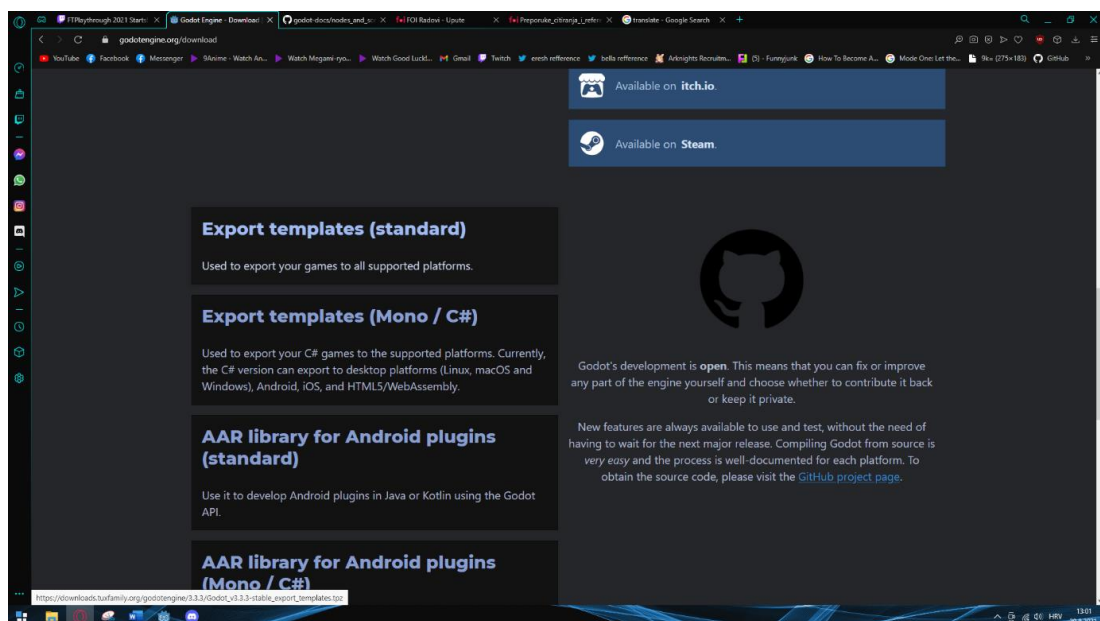 FTPlaythrough 2021 Starts:
Godot Engine - Download
godot-docs/nodes_and_sc
FOI Radovi - Upute
Preporuke_citiranja_i_refere
translate - Google Search
godotengine.org/download
YouTube
Facebook
Messenger
9Anime - Watch An...
Watch Megami-ryo...
Watch Good Luck!...
Gmail
Twitch
eresh refference
bella refference
Arknights Recruitm...
(5) - Funnyjunk
How To Become A...
Mode One: Let the...
9k= (275×183)
GitHub
Available on itch.io.
Available on Steam.
Export templates (standard)
Used to export your games to all supported platforms.
Export templates (Mono / C#)
Used to export your C# games to the supported platforms. Currently,
the C# version can export to desktop platforms (Linux, macOS and
Windows), Android, iOS, and HTML5/WebAssembly.
AAR library for Android plugins
(standard)
Use it to develop Android plugins in Java or Kotlin using the Godot
API.
AAR library for Android plugins
(Mono / C#)
Godot's development is open. This means that you can fix or improve
any part of the engine yourself and choose whether to contribute it back
or keep it private.
New features are always available to use and test, without the need of
having to wait for the next major release. Compiling Godot from source is
very easy and the process is well-documented for each platform. To
obtain the source code, please visit the GitHub project page.
https://downloads.tuxfamily.org/godotengine/3.3.3/Godot_v3.3.3-stable_export_templates.tpz
HRV
13:01